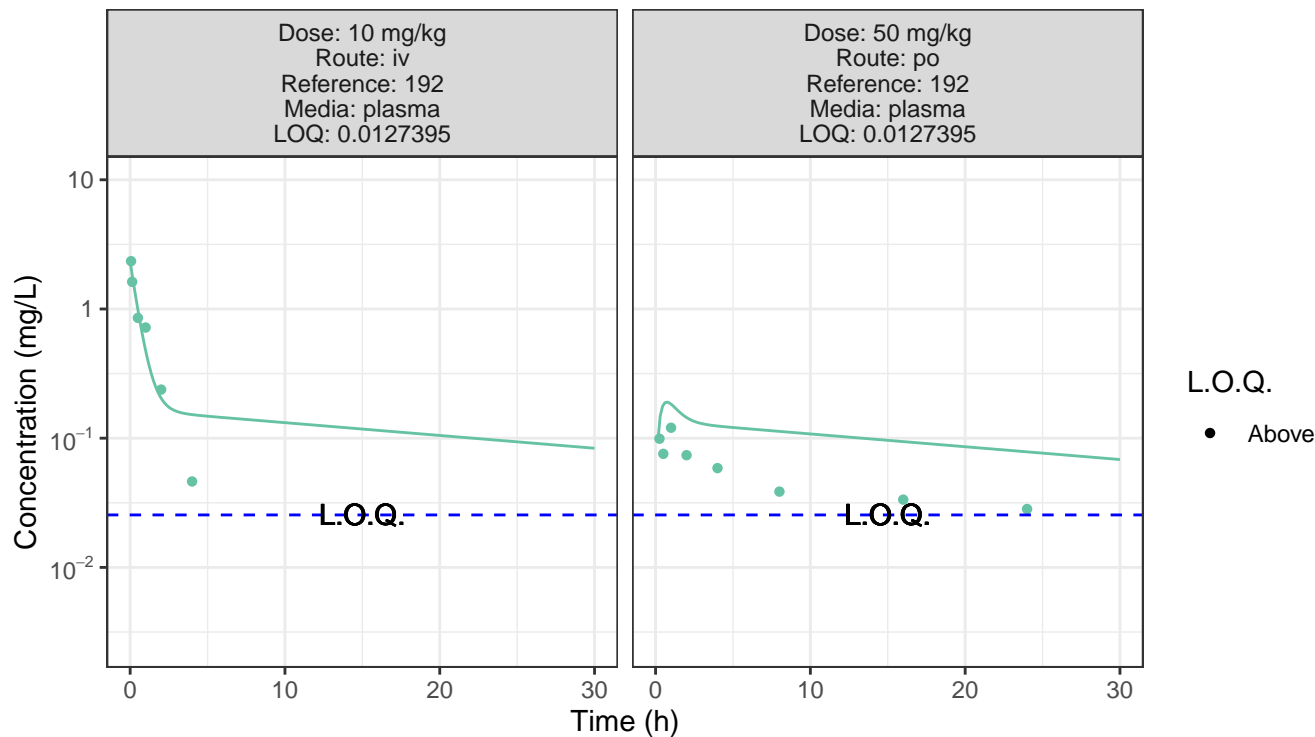 Dose: 10 mg/kg
Route: iv
Reference: 192
Media: plasma
LOQ: 0.0127395
Dose: 50 mg/kg
Route: po
Reference: 192
Media: plasma
LOQ: 0.0127395
Concentration (mg/L)
10
1
10⁻¹
10⁻²
L.O.Q.
L.O.Q.
0 10 20 30
0 10 20 30
Time (h)
L.O.Q.
Above